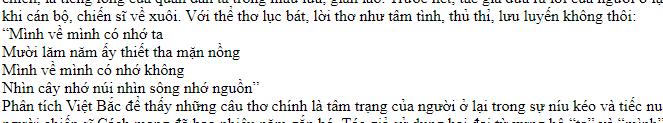 khi cán bộ, chiến sĩ về xuôi. Với thể thơ lục bát, lời thơ như tâm tình, thủ thỉ, lưu luyến không thôi:
“Mình về mình có nhớ ta
Mười lăm năm ấy thiết tha mặn nồng
Mình về mình có nhớ không
Nhìn cây nhớ núi nhìn sông nhớ nguồn”
Phân tích Việt Bắc để thấy những câu thơ chính là tâm trạng của người ở lại trong sự níu kéo và tiếc nu